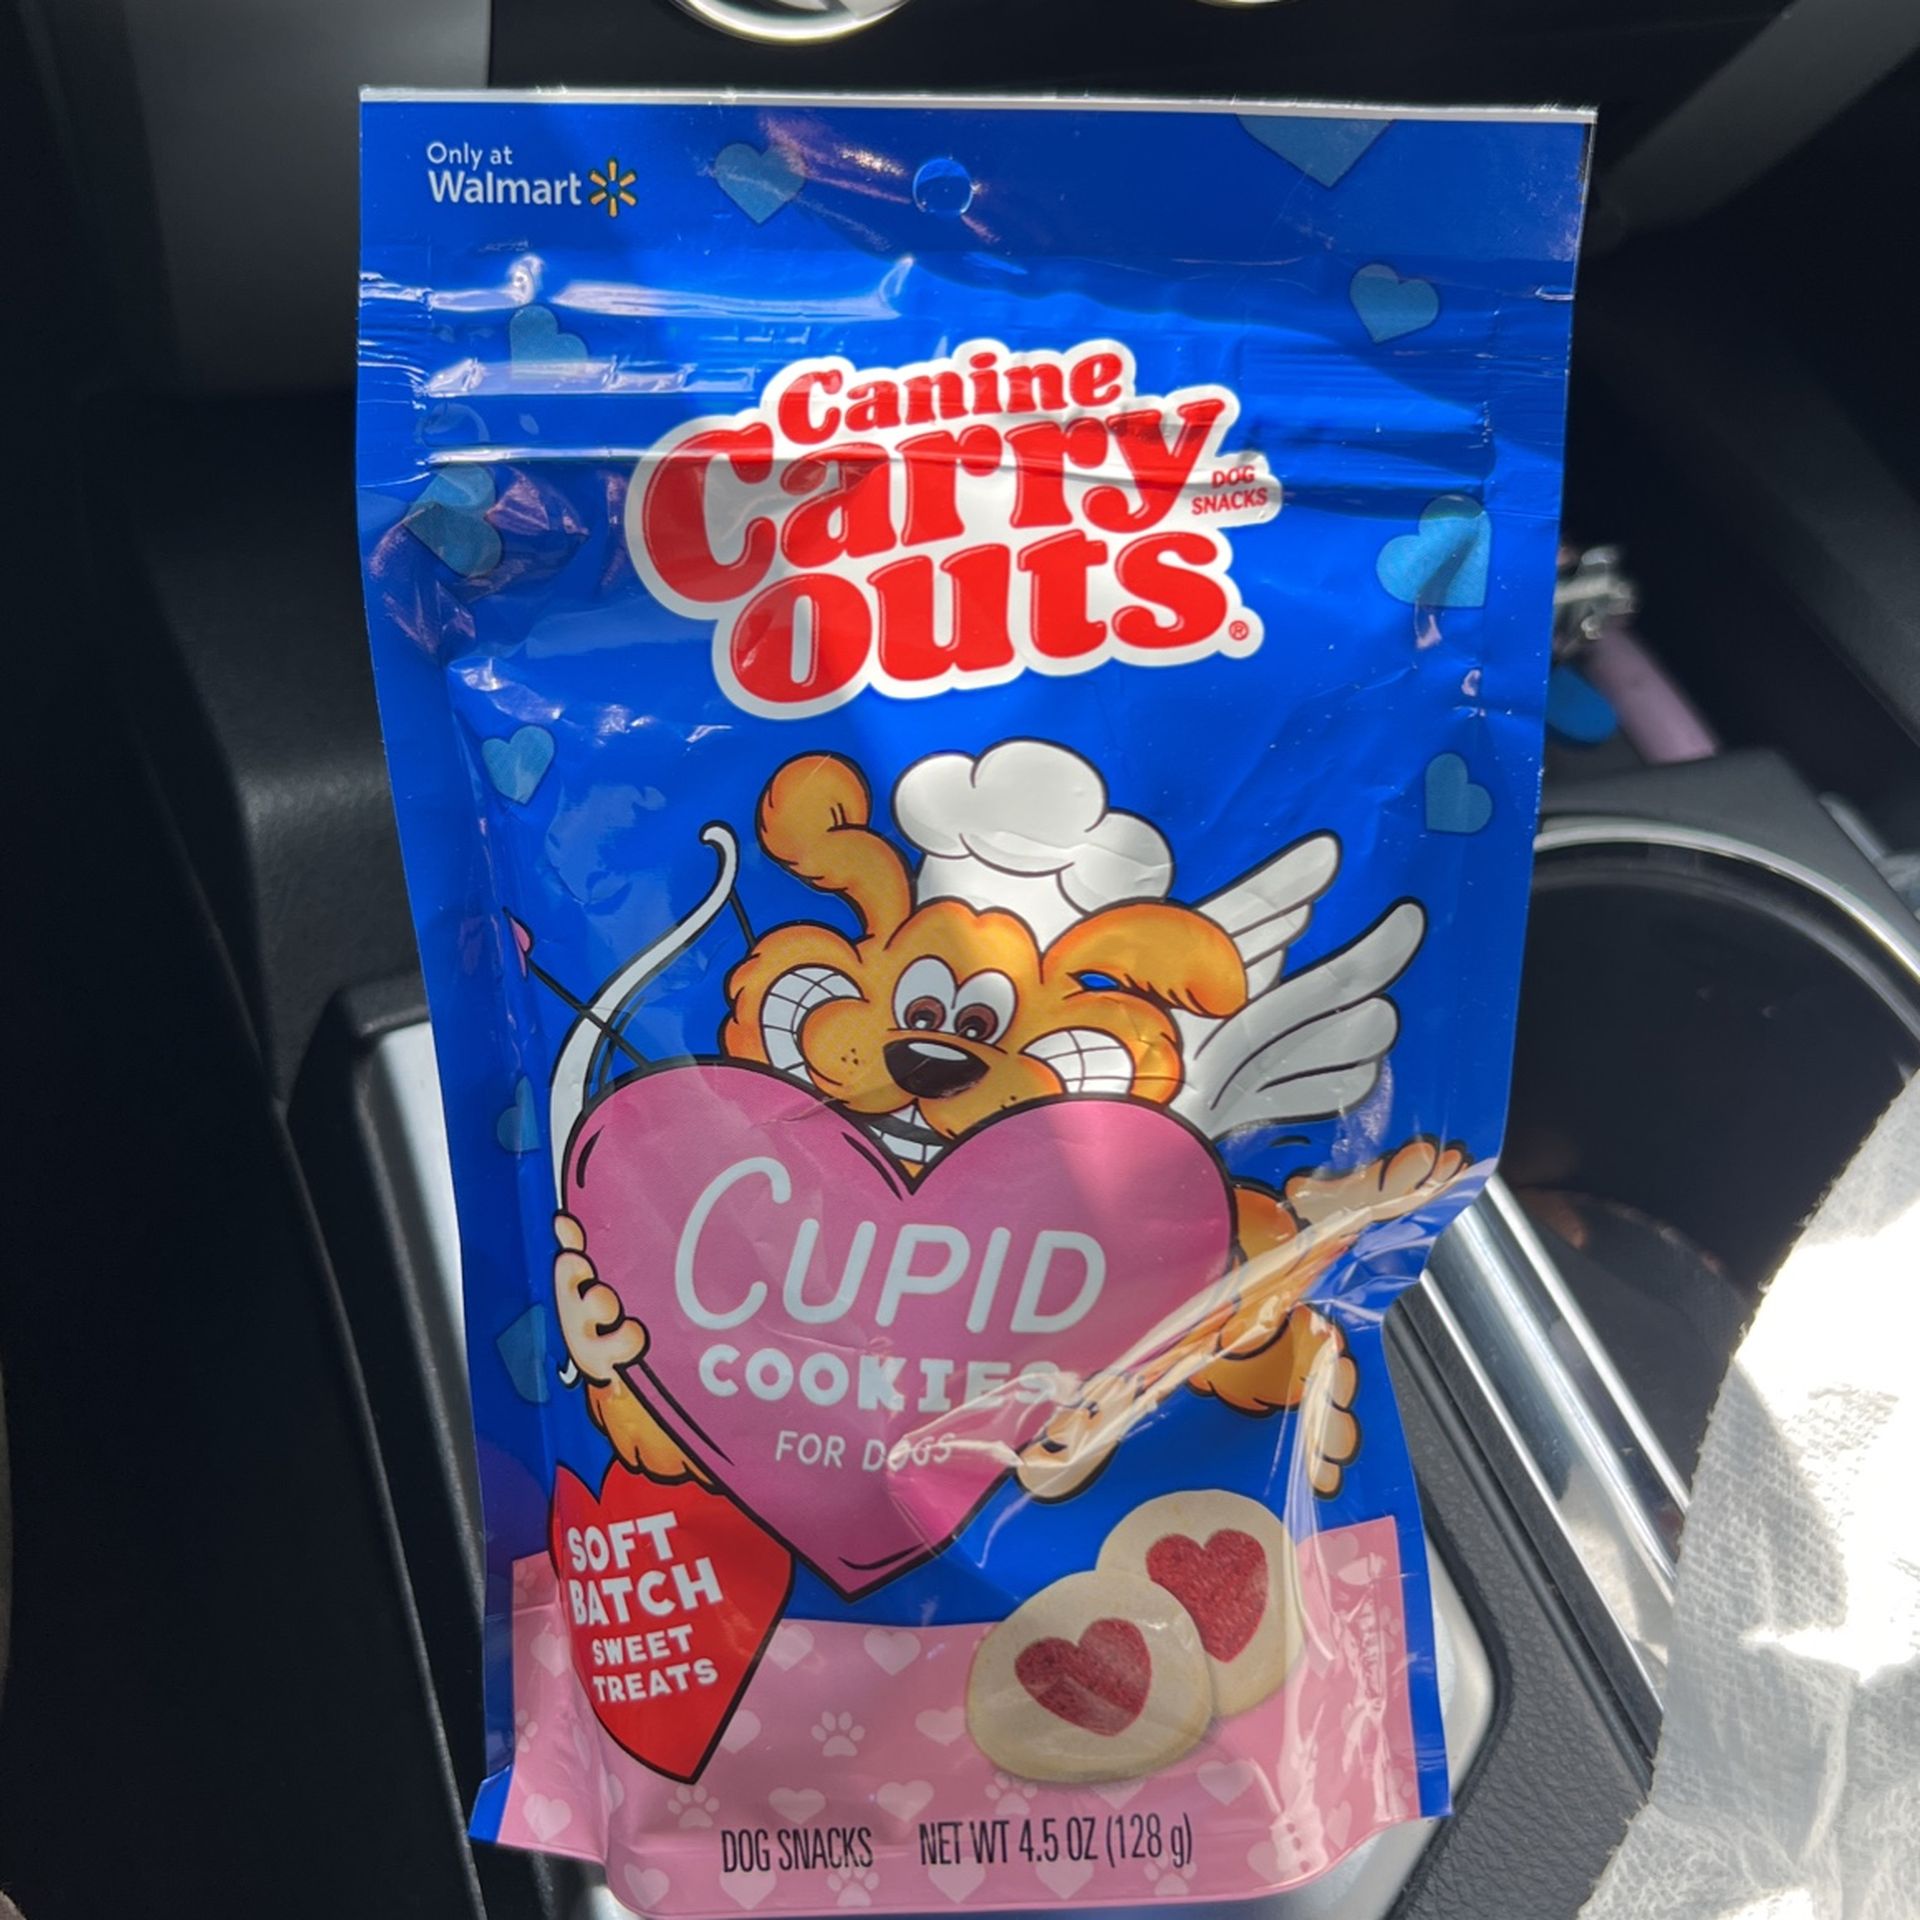 Only at
Walmart
Canine
Carry
DOG
SNACKS
outs®
CUPID
COOKIES
FOR DOGS
SOFT
BATCH
SWEET
TREATS
DOG SNACKS NET WT 4.5 OZ (128 g)